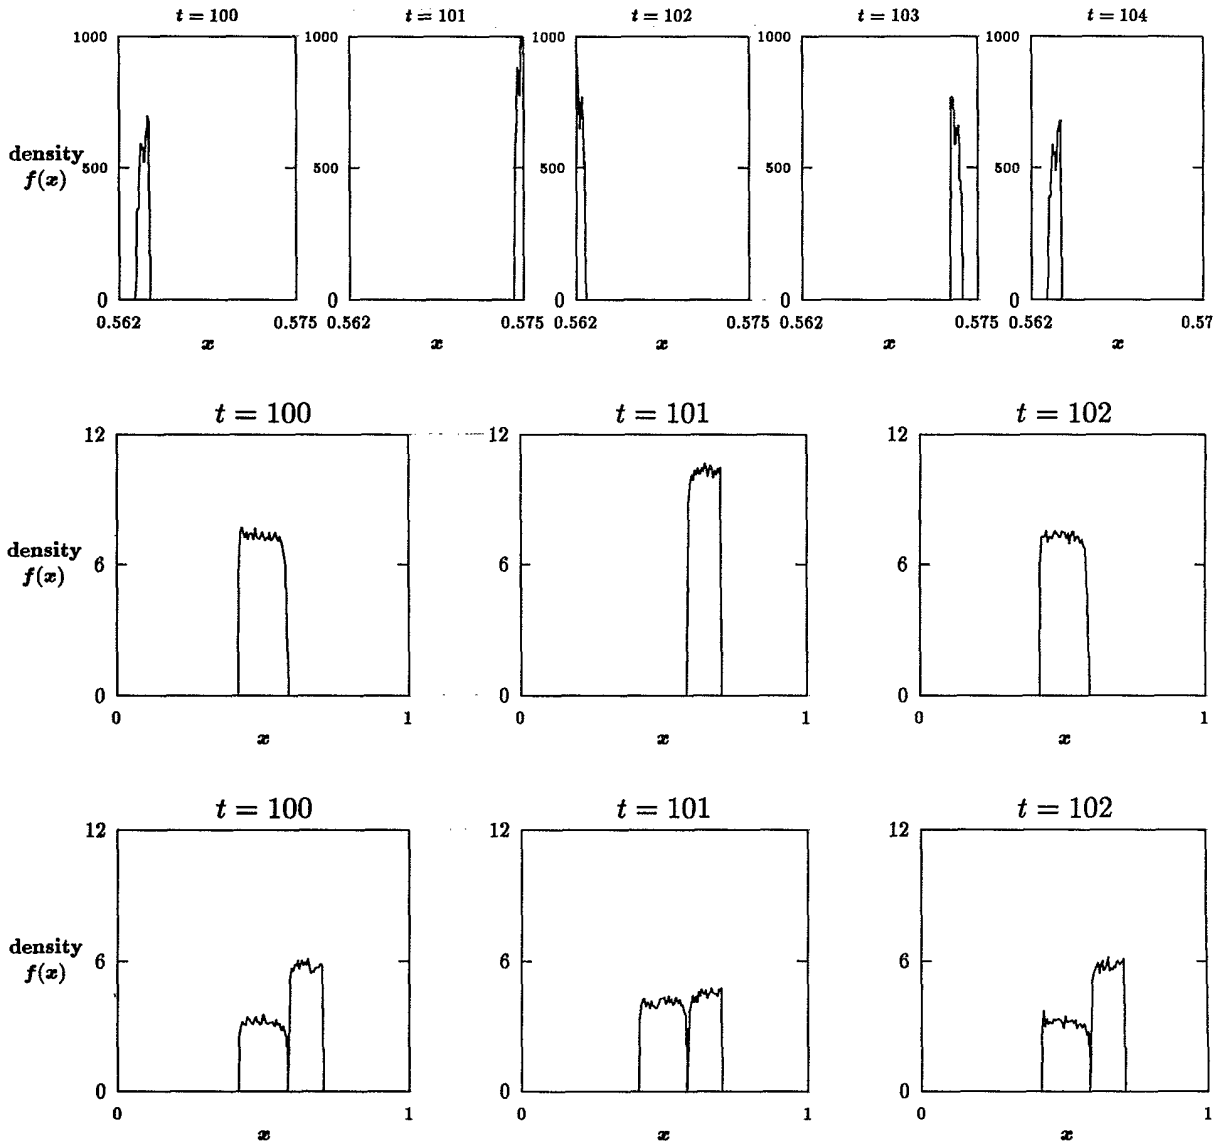 t = 100 t = 101 t = 102 t = 103 t = 104
1000 1000 1000 1000 1000
density
f(x)
500 500 500 500 500
0 0 0 0 0
0.562 0.575 0.562 0.575 0.562 0.575 0.562 0.575 0.562 0.57
x x x x x
t = 100 t = 101 t = 102
12 12 12
density
f(x)
6 6 6
0 0 0
0 1 0 1 0 1
x x x
t = 100 t = 101 t = 102
12 12 12
density
f(x)
6 6 6
0 0 0
0 1 0 1 0 1
x x x